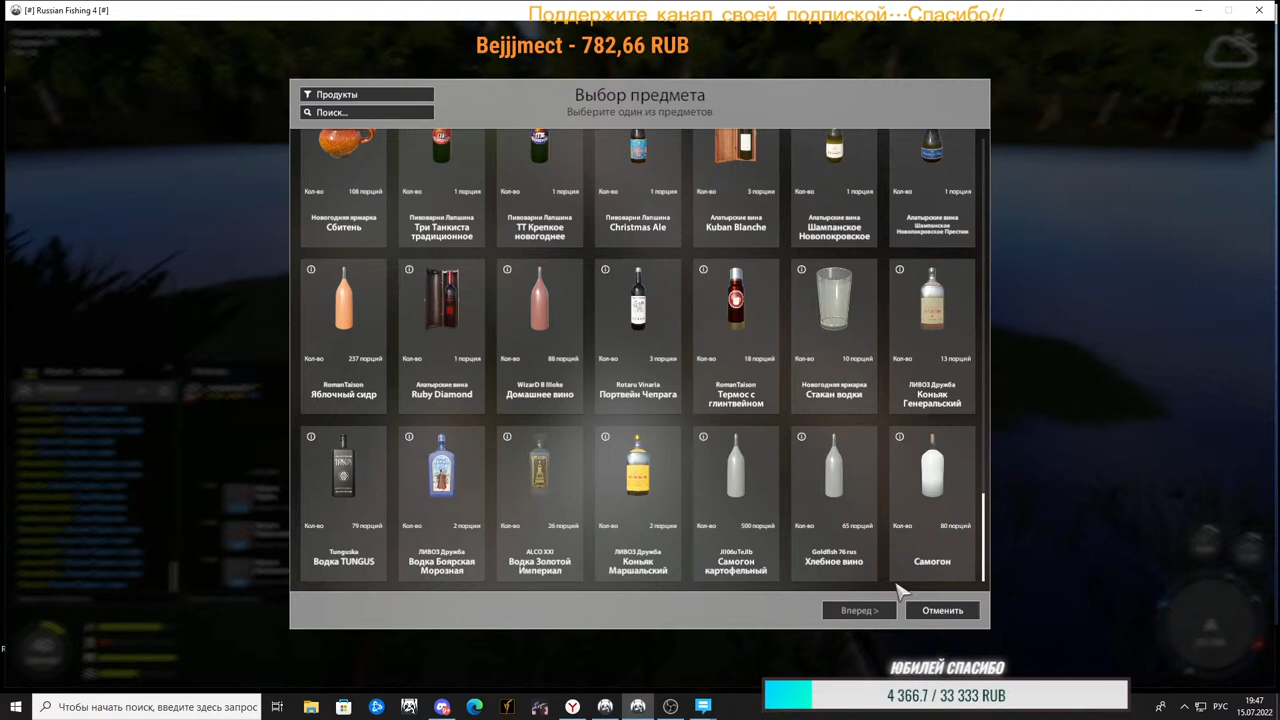 [#] Russian Fishing 4 [#]
Поддержите канал своей подпиской...Спасибо!!
Bejjjmect - 782,66 RUB
Продукты
Поиск...
Выбор предмета
Выберите один из предметов
Кол-во 108 порций
Кол-во 1 порция
Кол-во 1 порция
Кол-во 1 порция
Кол-во 3 порции
Кол-во 1 порция
Кол-во 1 порция
Новогодняя ярмарка
Сбитень
Пивоварни Лапшина
Три Танкиста
традиционное
Пивоварни Лапшина
ТТ Крепкое
новогоднее
Пивоварни Лапшина
Christmas Ale
Алатырские вина
Kuban Blanche
Алатырские вина
Шампанское
Новопокровское
Алатырские вина
Шампанское
Новопокровское Престиж
Кол-во 237 порций
Кол-во 1 порция
Кол-во 88 порций
Кол-во 3 порции
Кол-во 18 порций
Кол-во 10 порций
Кол-во 13 порций
RomanTaison
Яблочный сидр
Алатырские вина
Ruby Diamond
WizarD B IIIoke
Домашнее вино
Rotaru Vinaria
Портвейн Чепрага
RomanTaison
Термос с
глинтвейном
Новогодняя ярмарка
Стакан водки
ЛИВОЗ Дружба
Коньяк
Генеральский
Кол-во 79 порций
Кол-во 2 порции
Кол-во 26 порций
Кол-во 2 порции
Кол-во 500 порций
Кол-во 65 порций
Кол-во 80 порций
Tunguska
Водка TUNGUS
ЛИВОЗ Дружба
Водка Боярская
Морозная
ALCO XXI
Водка Золотой
Империал
ЛИВОЗ Дружба
Коньяк
Маршальский
JI06uTeJIb
Самогон
картофельный
Goldfish 76 rus
Хлебное вино
Самогон
Вперед >
Отменить
ЮБИЛЕЙ СПАСИБО
4 366.7 / 33 333 RUB
Чтобы начать поиск, введите здесь запрос
РУС
19:47
15.07.2022